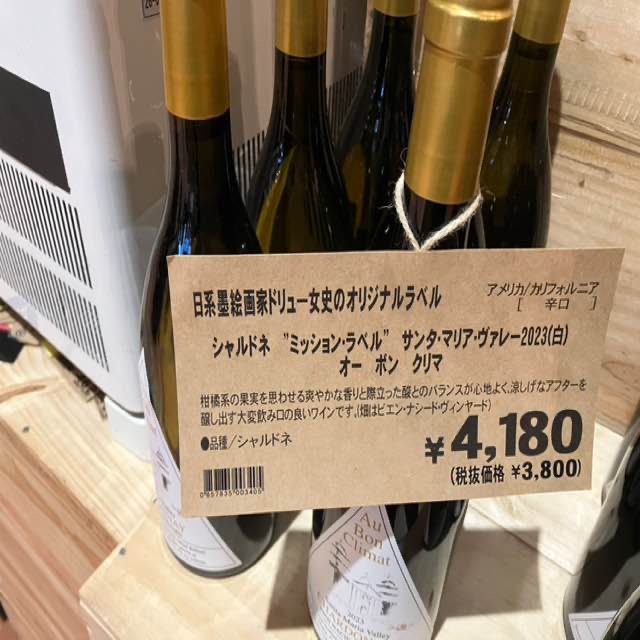 日系墨絵画家ドリュー女史のオリジナルラベル
アメリカ/カリフォルニア
[ 辛口 ]
シャルドネ "ミッション・ラベル" サンタ・マリア・ヴァレー2023(白)
オー ボン クリマ
柑橘系の果実を思わせる爽やかな香りと際立った酸とのバランスが心地よく、涼しげなアフターを
醸し出す大変飲み口の良いワインです。(畑はビエン・ナシードヴィンヤード)
●品種/シャルドネ
¥4,180
(税抜価格 ¥3,800)
0 857835 003405
Au
Bon
Climat
2023